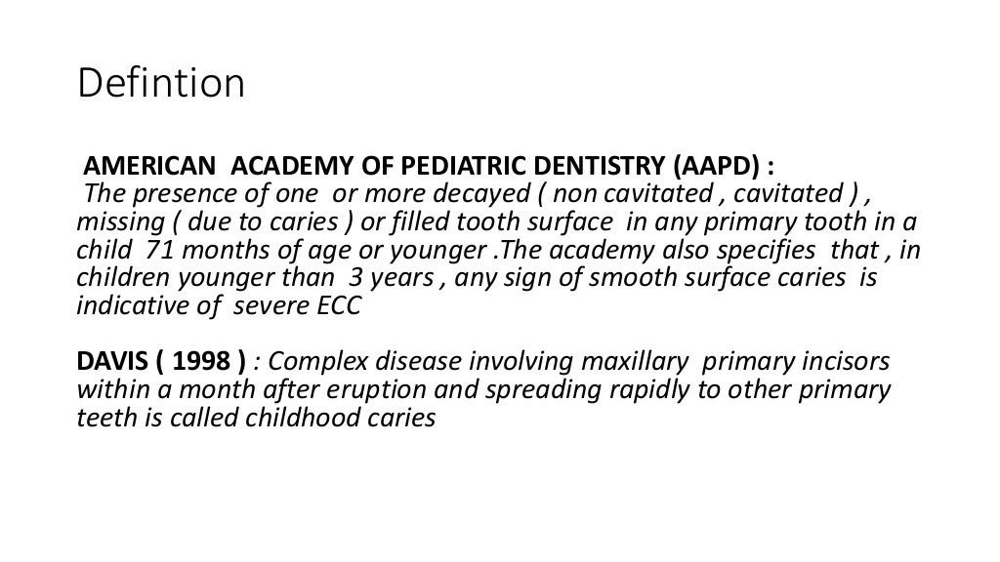 Defintion
AMERICAN ACADEMY OF PEDIATRIC DENTISTRY (AAPD) :
The presence of one or more decayed ( non cavitated , cavitated ) ,
missing ( due to caries ) or filled tooth surface in any primary tooth in a
child 71 months of age or younger .The academy also specifies that , in
children younger than 3 years , any sign of smooth surface caries is
indicative of severe ECC
DAVIS ( 1998 ) : Complex disease involving maxillary primary incisors
within a month after eruption and spreading rapidly to other primary
teeth is called childhood caries